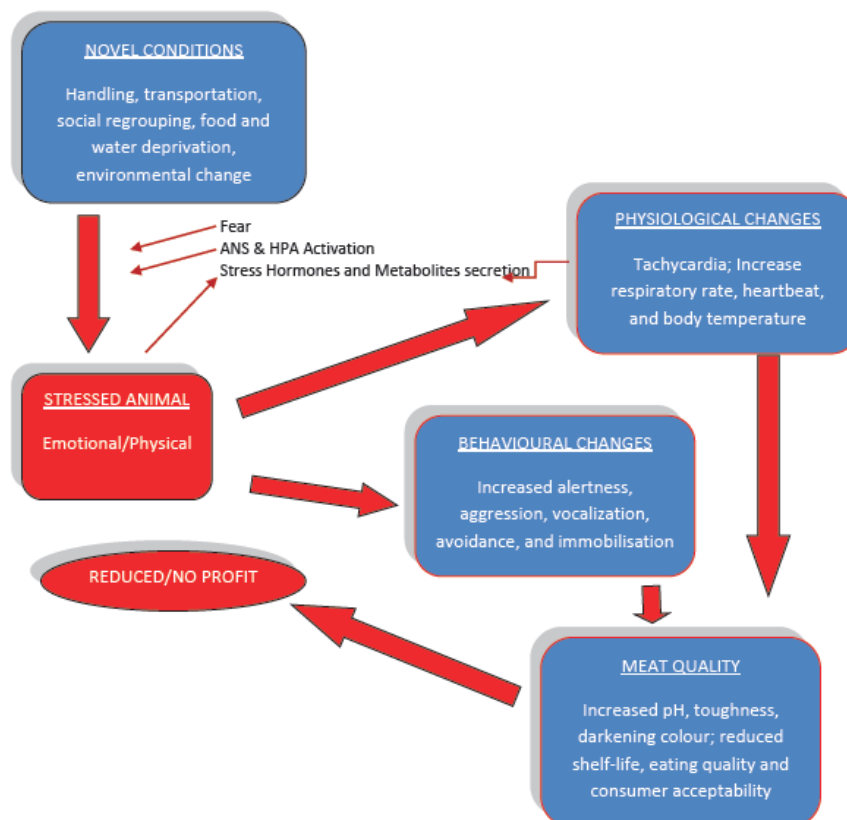 NOVEL CONDITIONS
Handling, transportation,
social regrouping, food and
water deprivation,
environmental change
Fear
ANS & HPA Activation
Stress Hormones and Metabolites secretion
PHYSIOLOGICAL CHANGES
Tachycardia; Increase
respiratory rate, heartbeat,
and body temperature
STRESSED ANIMAL
Emotional/Physical
BEHAVIOURAL CHANGES
Increased alertness,
aggression, vocalization,
avoidance, and immobilisation
REDUCED/NO PROFIT
MEAT QUALITY
Increased pH, toughness,
darkening colour; reduced
shelf-life, eating quality and
consumer acceptability